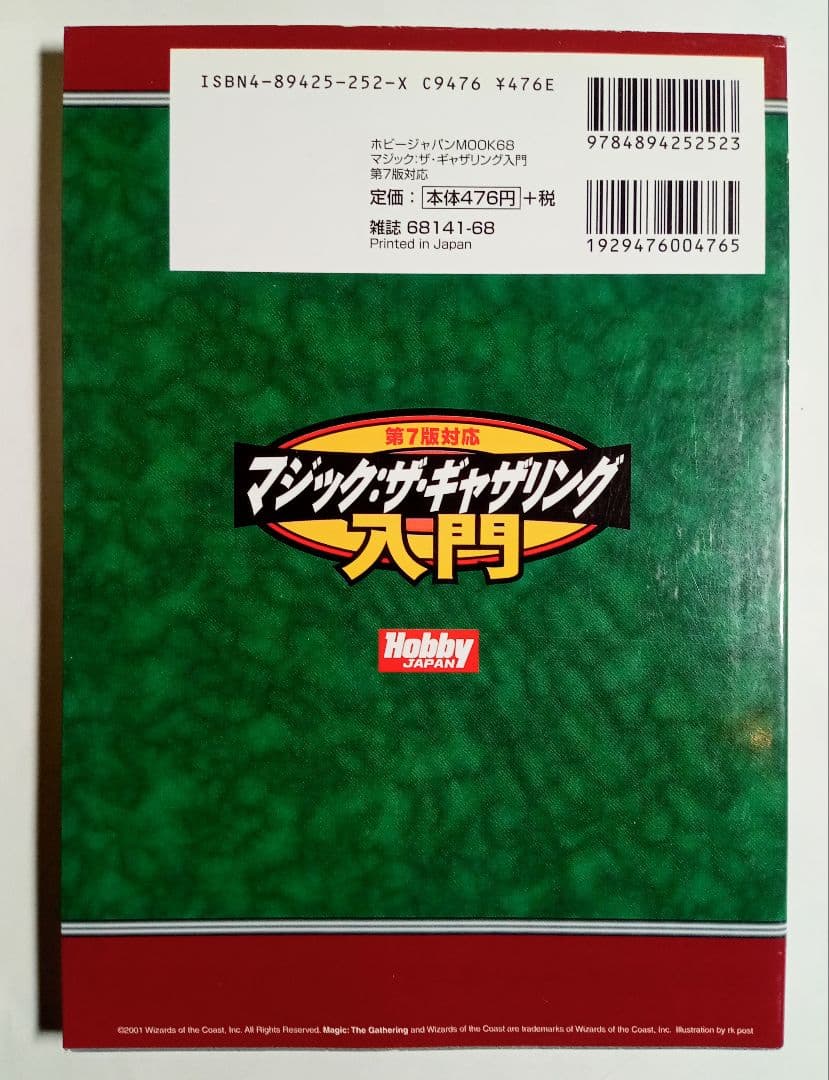 ISBN4-89425-252-X C9476 ¥476E
9784894252523
ホビージャパンMOOK68
マジック:ザ・ギャザリング入門
第7版対応
定価：本体476円+税
雑誌 68141-68
Printed in Japan
1929476004765
第7版対応
マジック:ザ・ギャザリング
入門
Hobby
JAPAN
©2001 Wizards of the Coast, Inc. All Rights Reserved. Magic: The Gathering and Wizards of the Coast are trademarks of Wizards of the Coast, Inc. Illustration by rk post